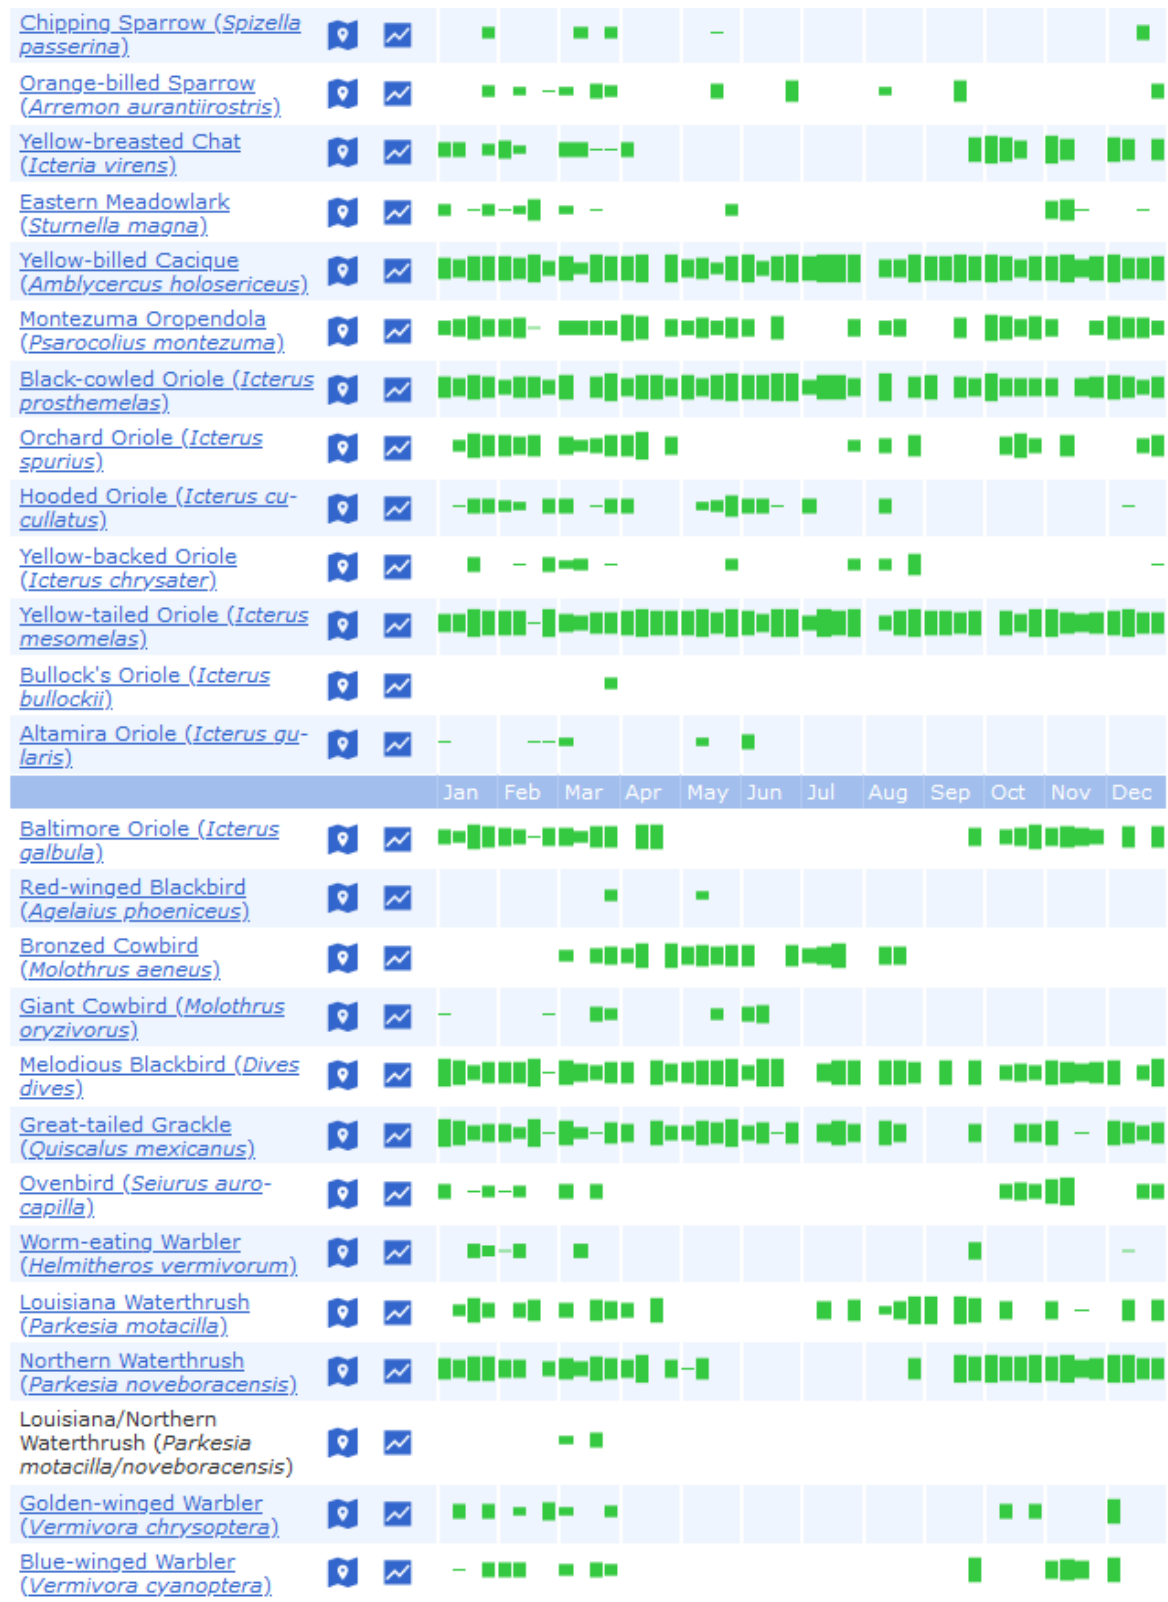 Chipping Sparrow (Spizella
passerina)
Orange-billed Sparrow
(Arremon aurantiirostris)
Yellow-breasted Chat
(Icteria virens)
Eastern Meadowlark
(Sturnella magna)
Yellow-billed Cacique
(Amblycercus holosericeus)
Montezuma Oropendola
(Psarocolius montezuma)
Black-cowled Oriole (Icterus
prosthemelas)
Orchard Oriole (Icterus
spurius)
Hooded Oriole (Icterus cu-
cullatus)
Yellow-backed Oriole
(Icterus chrysater)
Yellow-tailed Oriole (Icterus
mesomelas)
Bullock's Oriole (Icterus
bullockii)
Altamira Oriole (Icterus gu-
laris)
Jan Feb Mar Apr May Jun Jul Aug Sep Oct Nov Dec
Baltimore Oriole (Icterus
galbula)
Red-winged Blackbird
(Agelaius phoeniceus)
Bronzed Cowbird
(Molothrus aeneus)
Giant Cowbird (Molothrus
oryzivorus)
Melodious Blackbird (Dives
dives)
Great-tailed Grackle
(Quiscalus mexicanus)
Ovenbird (Seiurus auro-
capilla)
Worm-eating Warbler
(Helmitheros vermivorum)
Louisiana Waterthrush
(Parkesia motacilla)
Northern Waterthrush
(Parkesia noveboracensis)
Louisiana/Northern
Waterthrush (Parkesia
motacilla/noveboracensis)
Golden-winged Warbler
(Vermivora chrysoptera)
Blue-winged Warbler
(Vermivora cyanoptera)